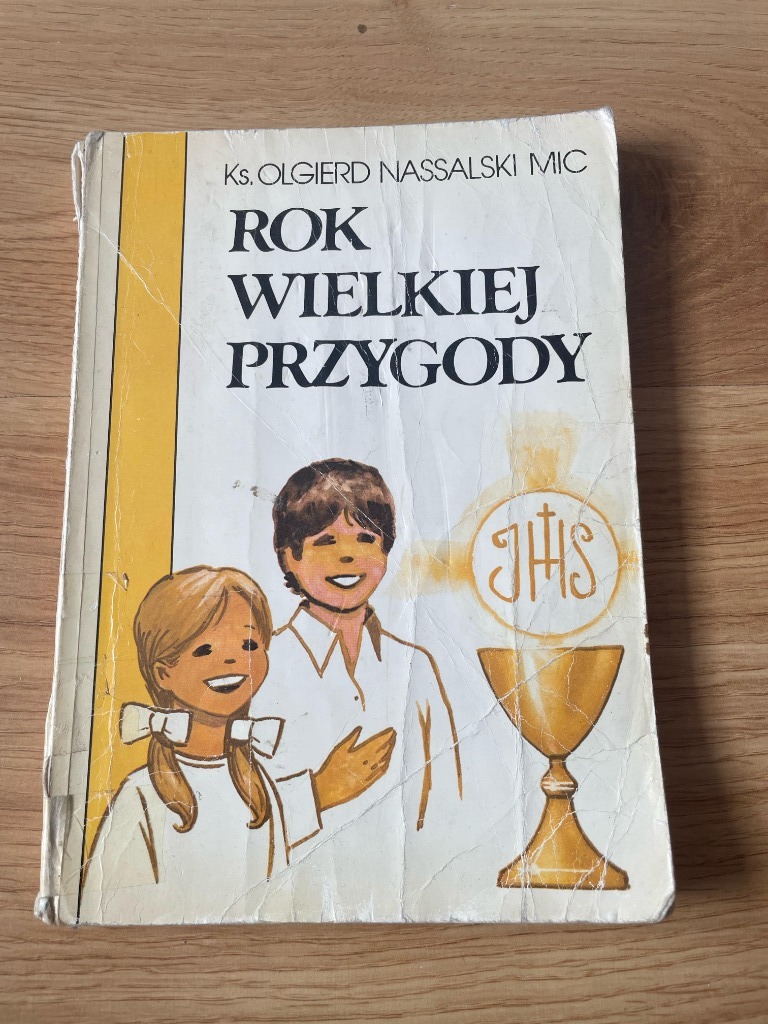 Ks. OLGIERD NASSALSKI MIC
ROK
WIELKIEJ
PRZYGODY
JHS